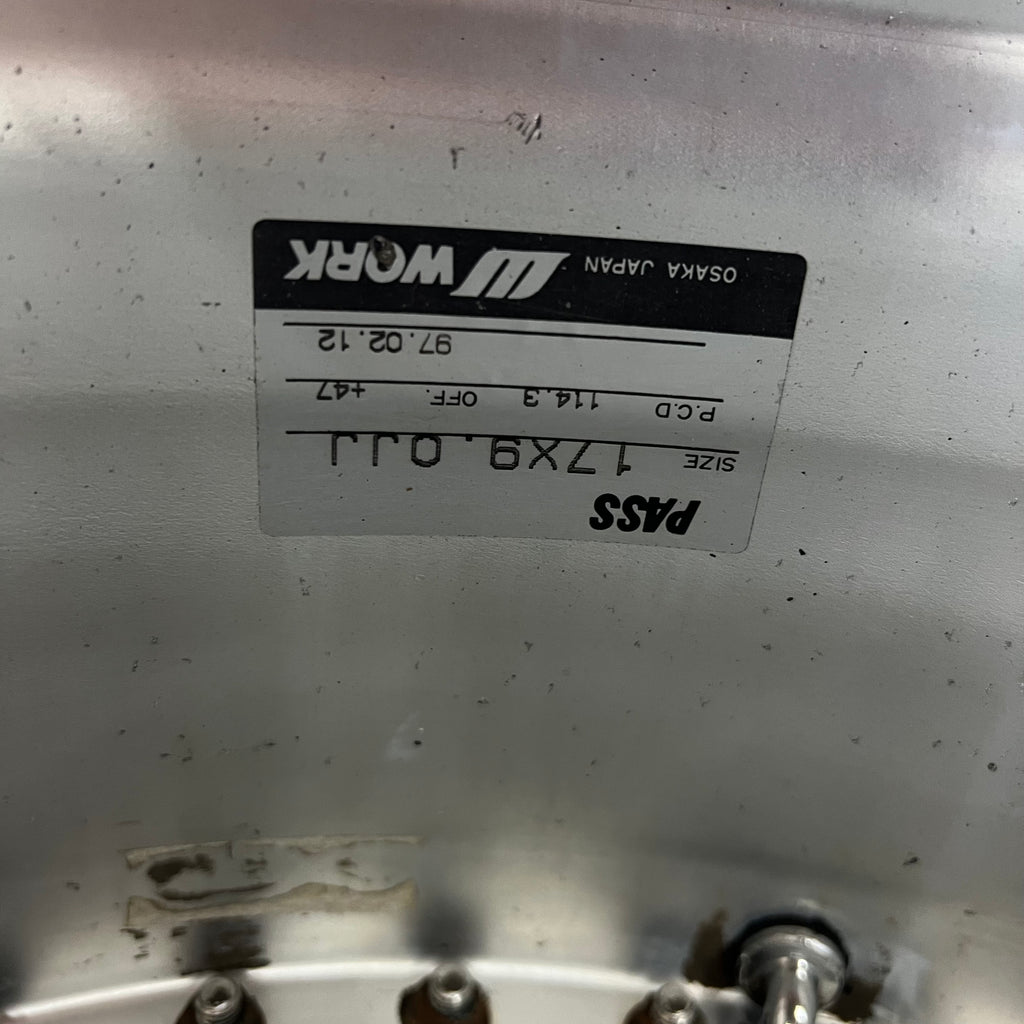 PASS
SIZE 17X9.0JJ
P.C.D 114.3 OFF. +47
97.02.12
OSAKA JAPAN WORK